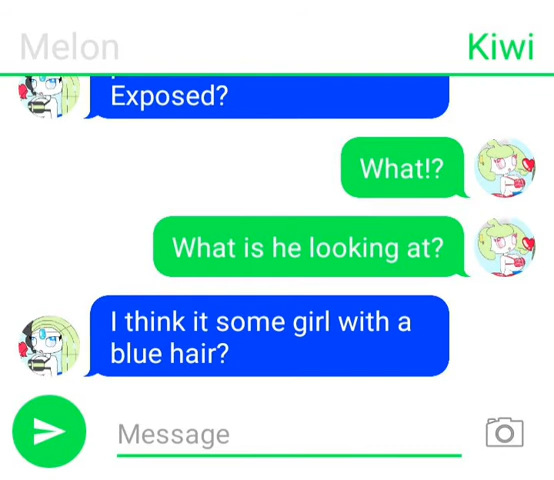 Melon
Kiwi
Exposed?
What!?
What is he looking at?
I think it some girl with a
blue hair?
Message